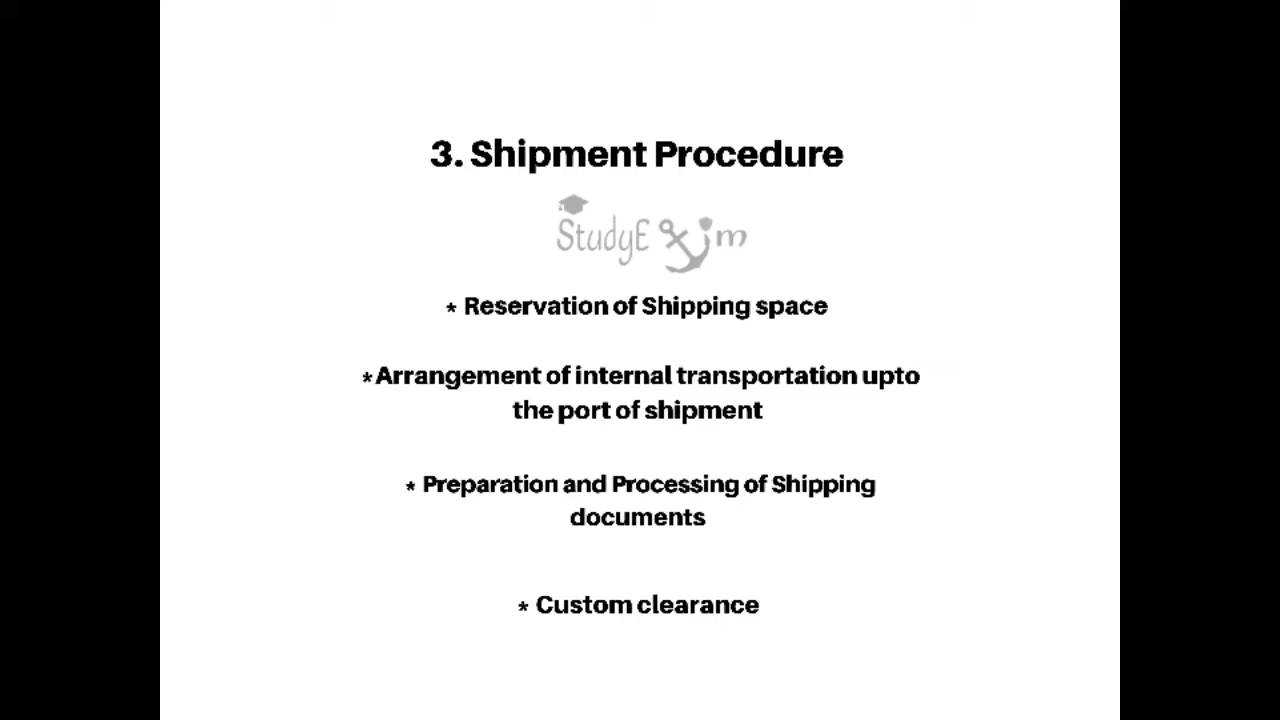 3. Shipment Procedure
StudyExim
* Reservation of Shipping space
*Arrangement of internal transportation upto
the port of shipment
* Preparation and Processing of Shipping
documents
* Custom clearance